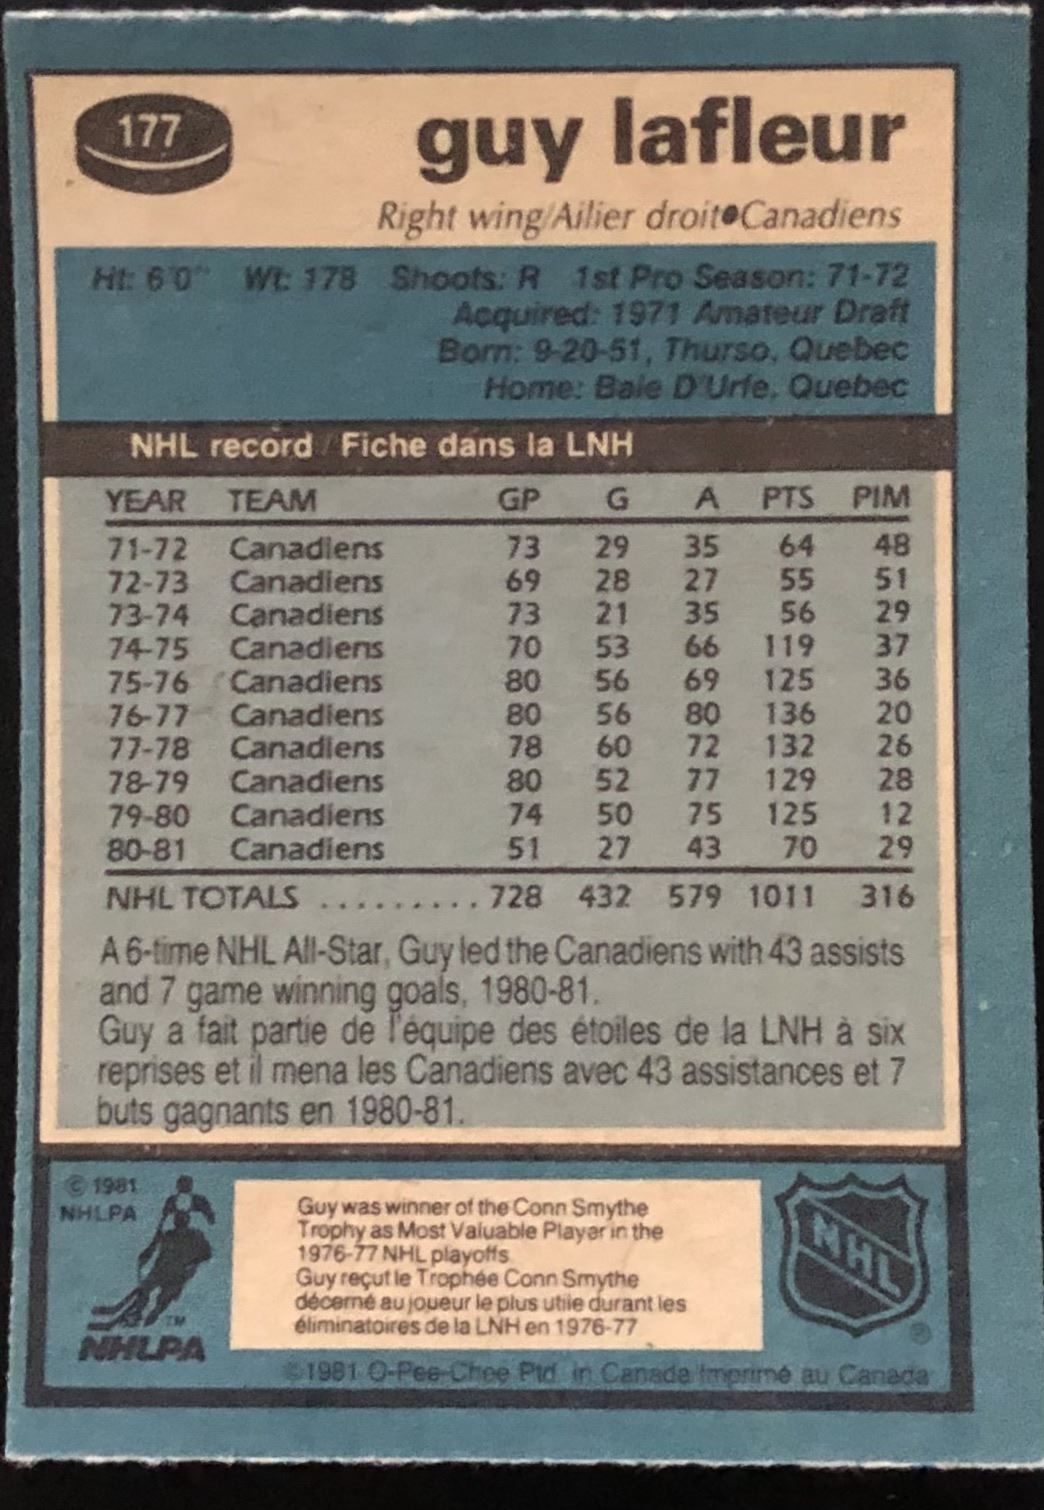 177
guy lafleur
Right wing/Ailier droit•Canadiens
Ht: 6'0" Wt: 178 Shoots: R 1st Pro Season: 71-72
Acquired: 1971 Amateur Draft
Born: 9-20-51, Thurso, Quebec
Home: Baie D'Urfe, Quebec
NHL record / Fiche dans la LNH
YEAR TEAM GP G A PTS PIM
71-72 Canadiens 73 29 35 64 48
72-73 Canadiens 69 28 27 55 51
73-74 Canadiens 73 21 35 56 29
74-75 Canadiens 70 53 66 119 37
75-76 Canadiens 80 56 69 125 36
76-77 Canadiens 80 56 80 136 20
77-78 Canadiens 78 60 72 132 26
78-79 Canadiens 80 52 77 129 28
79-80 Canadiens 74 50 75 125 12
80-81 Canadiens 51 27 43 70 29
NHL TOTALS .......... 728 432 579 1011 316
A 6-time NHL All-Star, Guy led the Canadiens with 43 assists
and 7 game winning goals, 1980-81.
Guy a fait partie de l'équipe des étoiles de la LNH à six
reprises et il mena les Canadiens avec 43 assistances et 7
buts gagnants en 1980-81.
© 1981
NHLPA
TM
NHLPA
Guy was winner of the Conn Smythe
Trophy as Most Valuable Player in the
1976-77 NHL playoffs
Guy reçut le Trophée Conn Smythe
décerné au joueur le plus utile durant les
éliminatoires de la LNH en 1976-77
NHL
®
©1981 O-Pee-Chee Ptd. in Canada/Imprimé au Canada